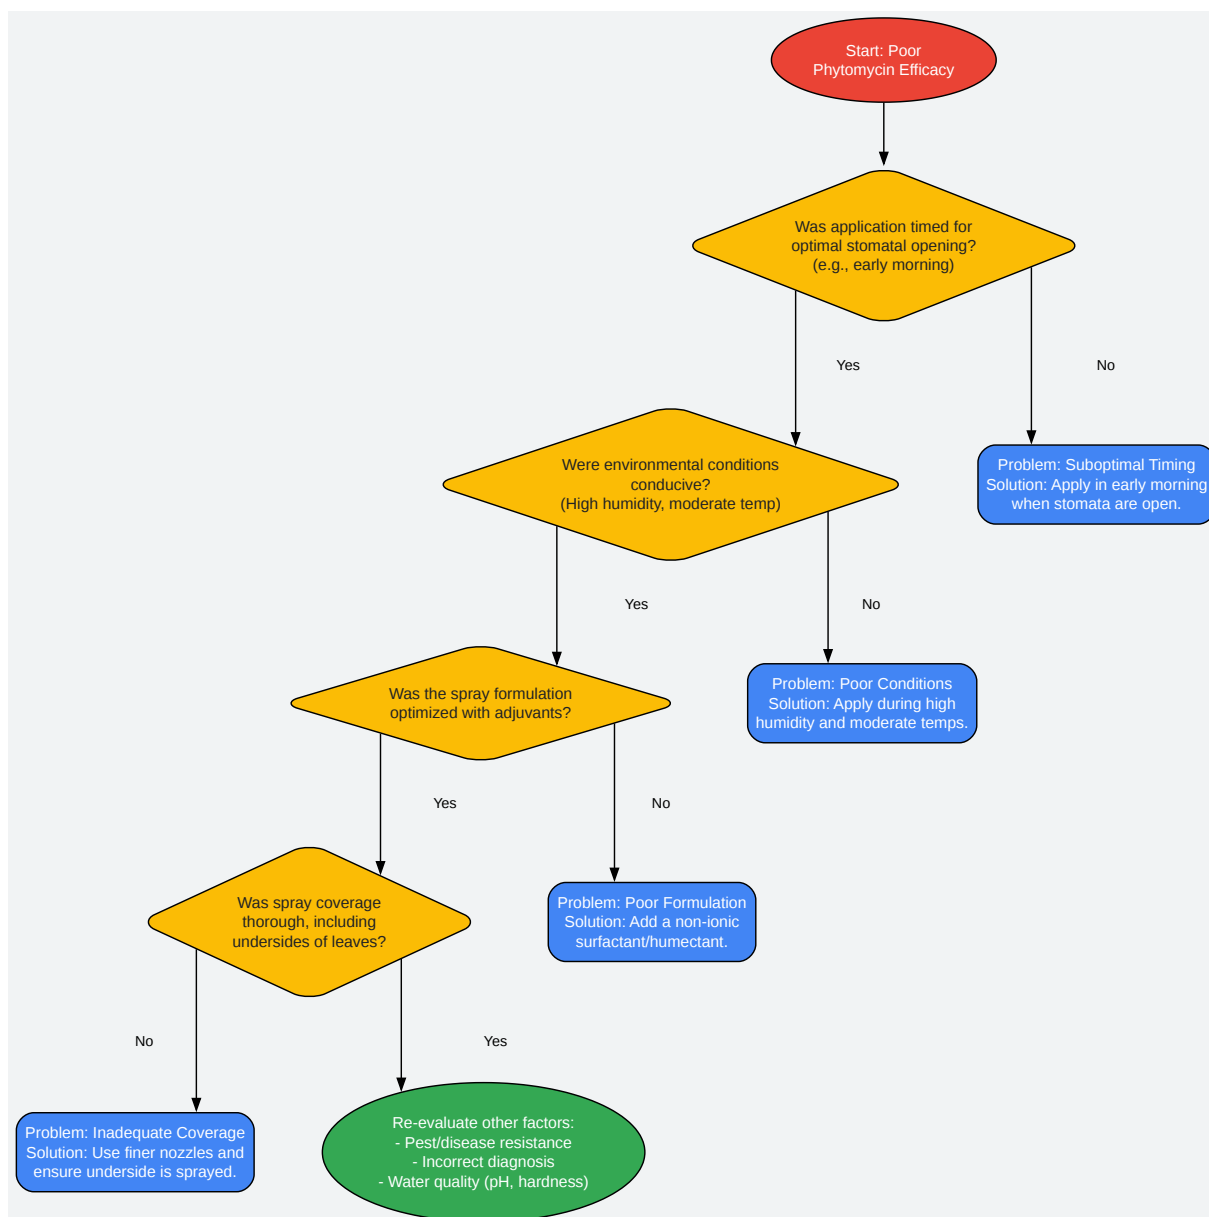 Start: Poor
Phytomycin Efficacy
Was application timed for
optimal stomatal opening?
(e.g., early morning)
Yes
No
Were environmental conditions
conducive?
(High humidity, moderate temp)
Problem: Suboptimal Timing
Solution: Apply in early morning
when stomata are open.
Yes
No
Was the spray formulation
optimized with adjuvants?
Problem: Poor Conditions
Solution: Apply during high
humidity and moderate temps.
Yes
No
Was spray coverage
thorough, including
undersides of leaves?
Problem: Poor Formulation
Solution: Add a non-ionic
surfactant/humectant.
No
Yes
Problem: Inadequate Coverage
Solution: Use finer nozzles and
ensure underside is sprayed.
Re-evaluate other factors:
- Pest/disease resistance
- Incorrect diagnosis
- Water quality (pH, hardness)